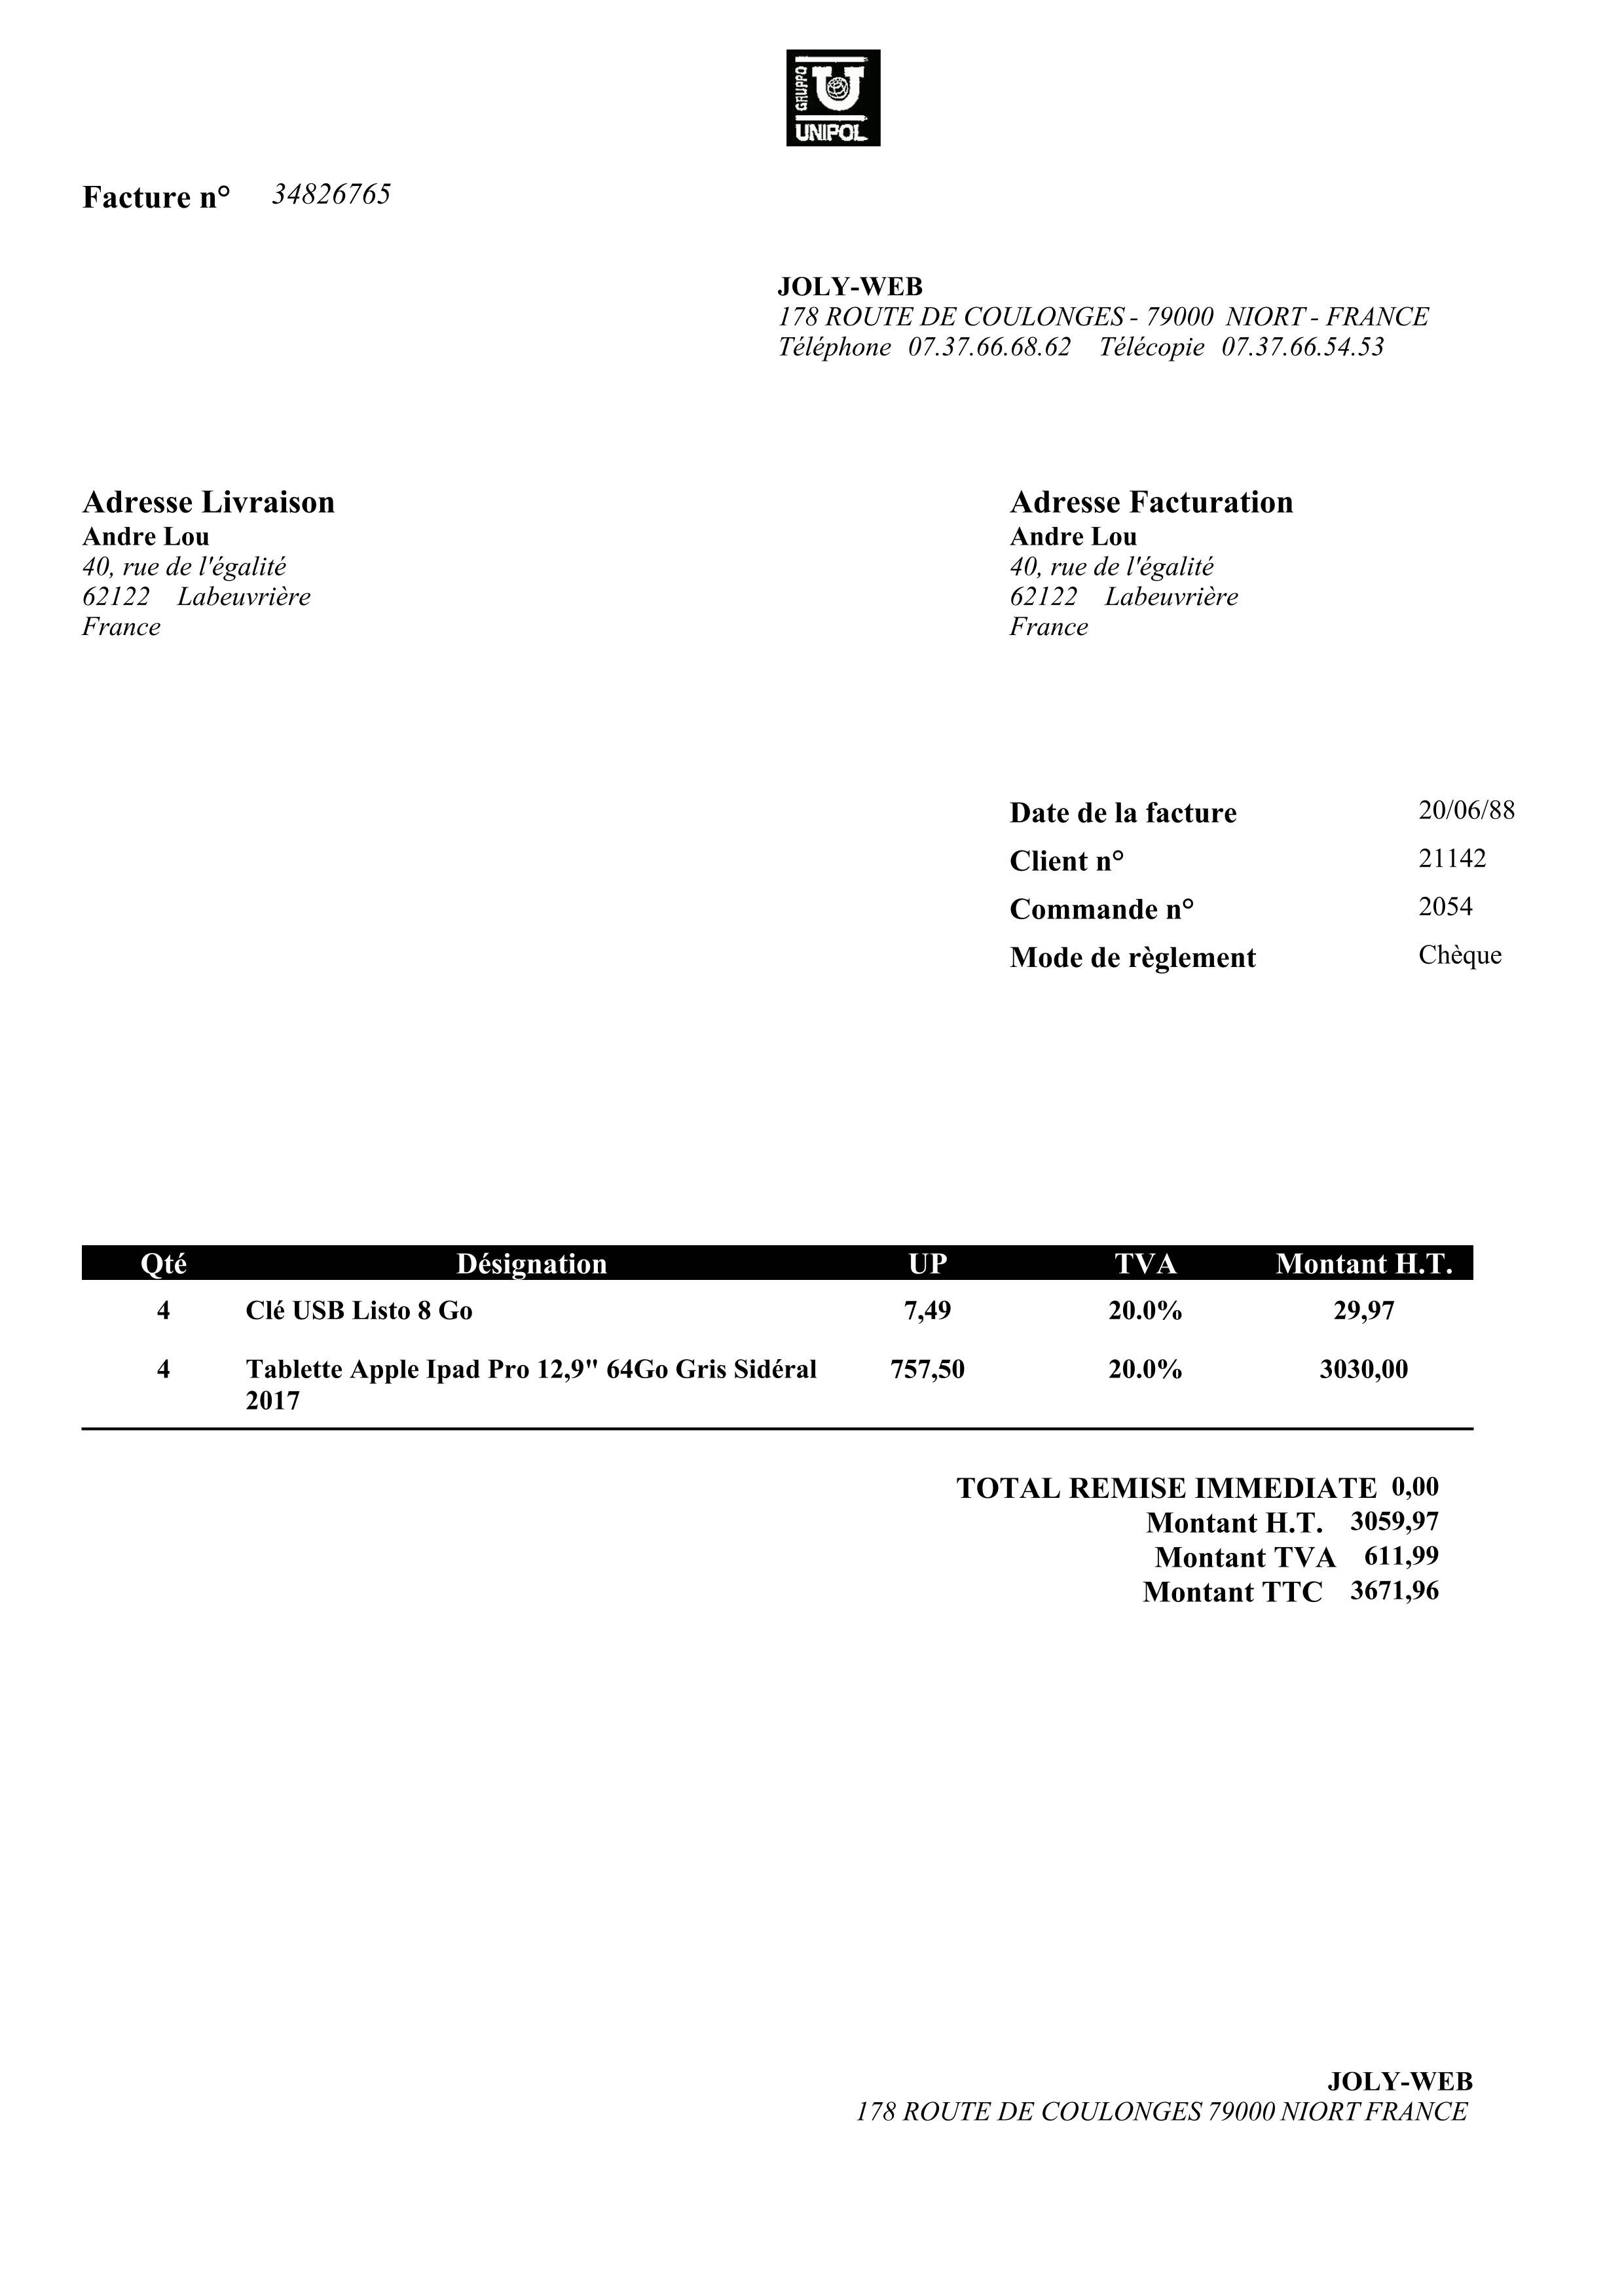 GRUPPO
UNIPOL
Facture n° 34826765
JOLY-WEB
178 ROUTE DE COULONGES - 79000 NIORT - FRANCE
Téléphone 07.37.66.68.62 Télécopie 07.37.66.54.53
Adresse Livraison
Andre Lou
40, rue de l'égalité
62122 Labeuvrière
France
Adresse Facturation
Andre Lou
40, rue de l'égalité
62122 Labeuvrière
France
Date de la facture 20/06/88
Client n° 21142
Commande n° 2054
Mode de règlement Chèque
Qté Désignation UP TVA Montant H.T.
4 Clé USB Listo 8 Go 7,49 20.0% 29,97
4 Tablette Apple Ipad Pro 12,9" 64Go Gris Sidéral 757,50 20.0% 3030,00
2017
TOTAL REMISE IMMEDIATE 0,00
Montant H.T. 3059,97
Montant TVA 611,99
Montant TTC 3671,96
JOLY-WEB
178 ROUTE DE COULONGES 79000 NIORT FRANCE